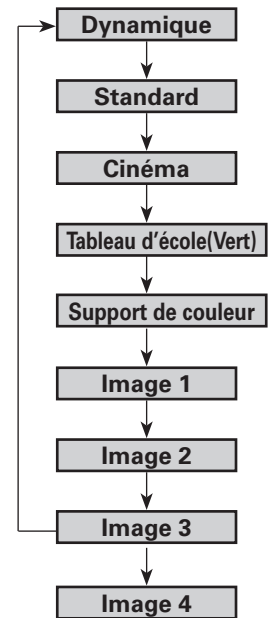 Dynamique
Standard
Cinéma
Tableau d'école(Vert)
Support de couleur
Image 1
Image 2
Image 3
Image 4